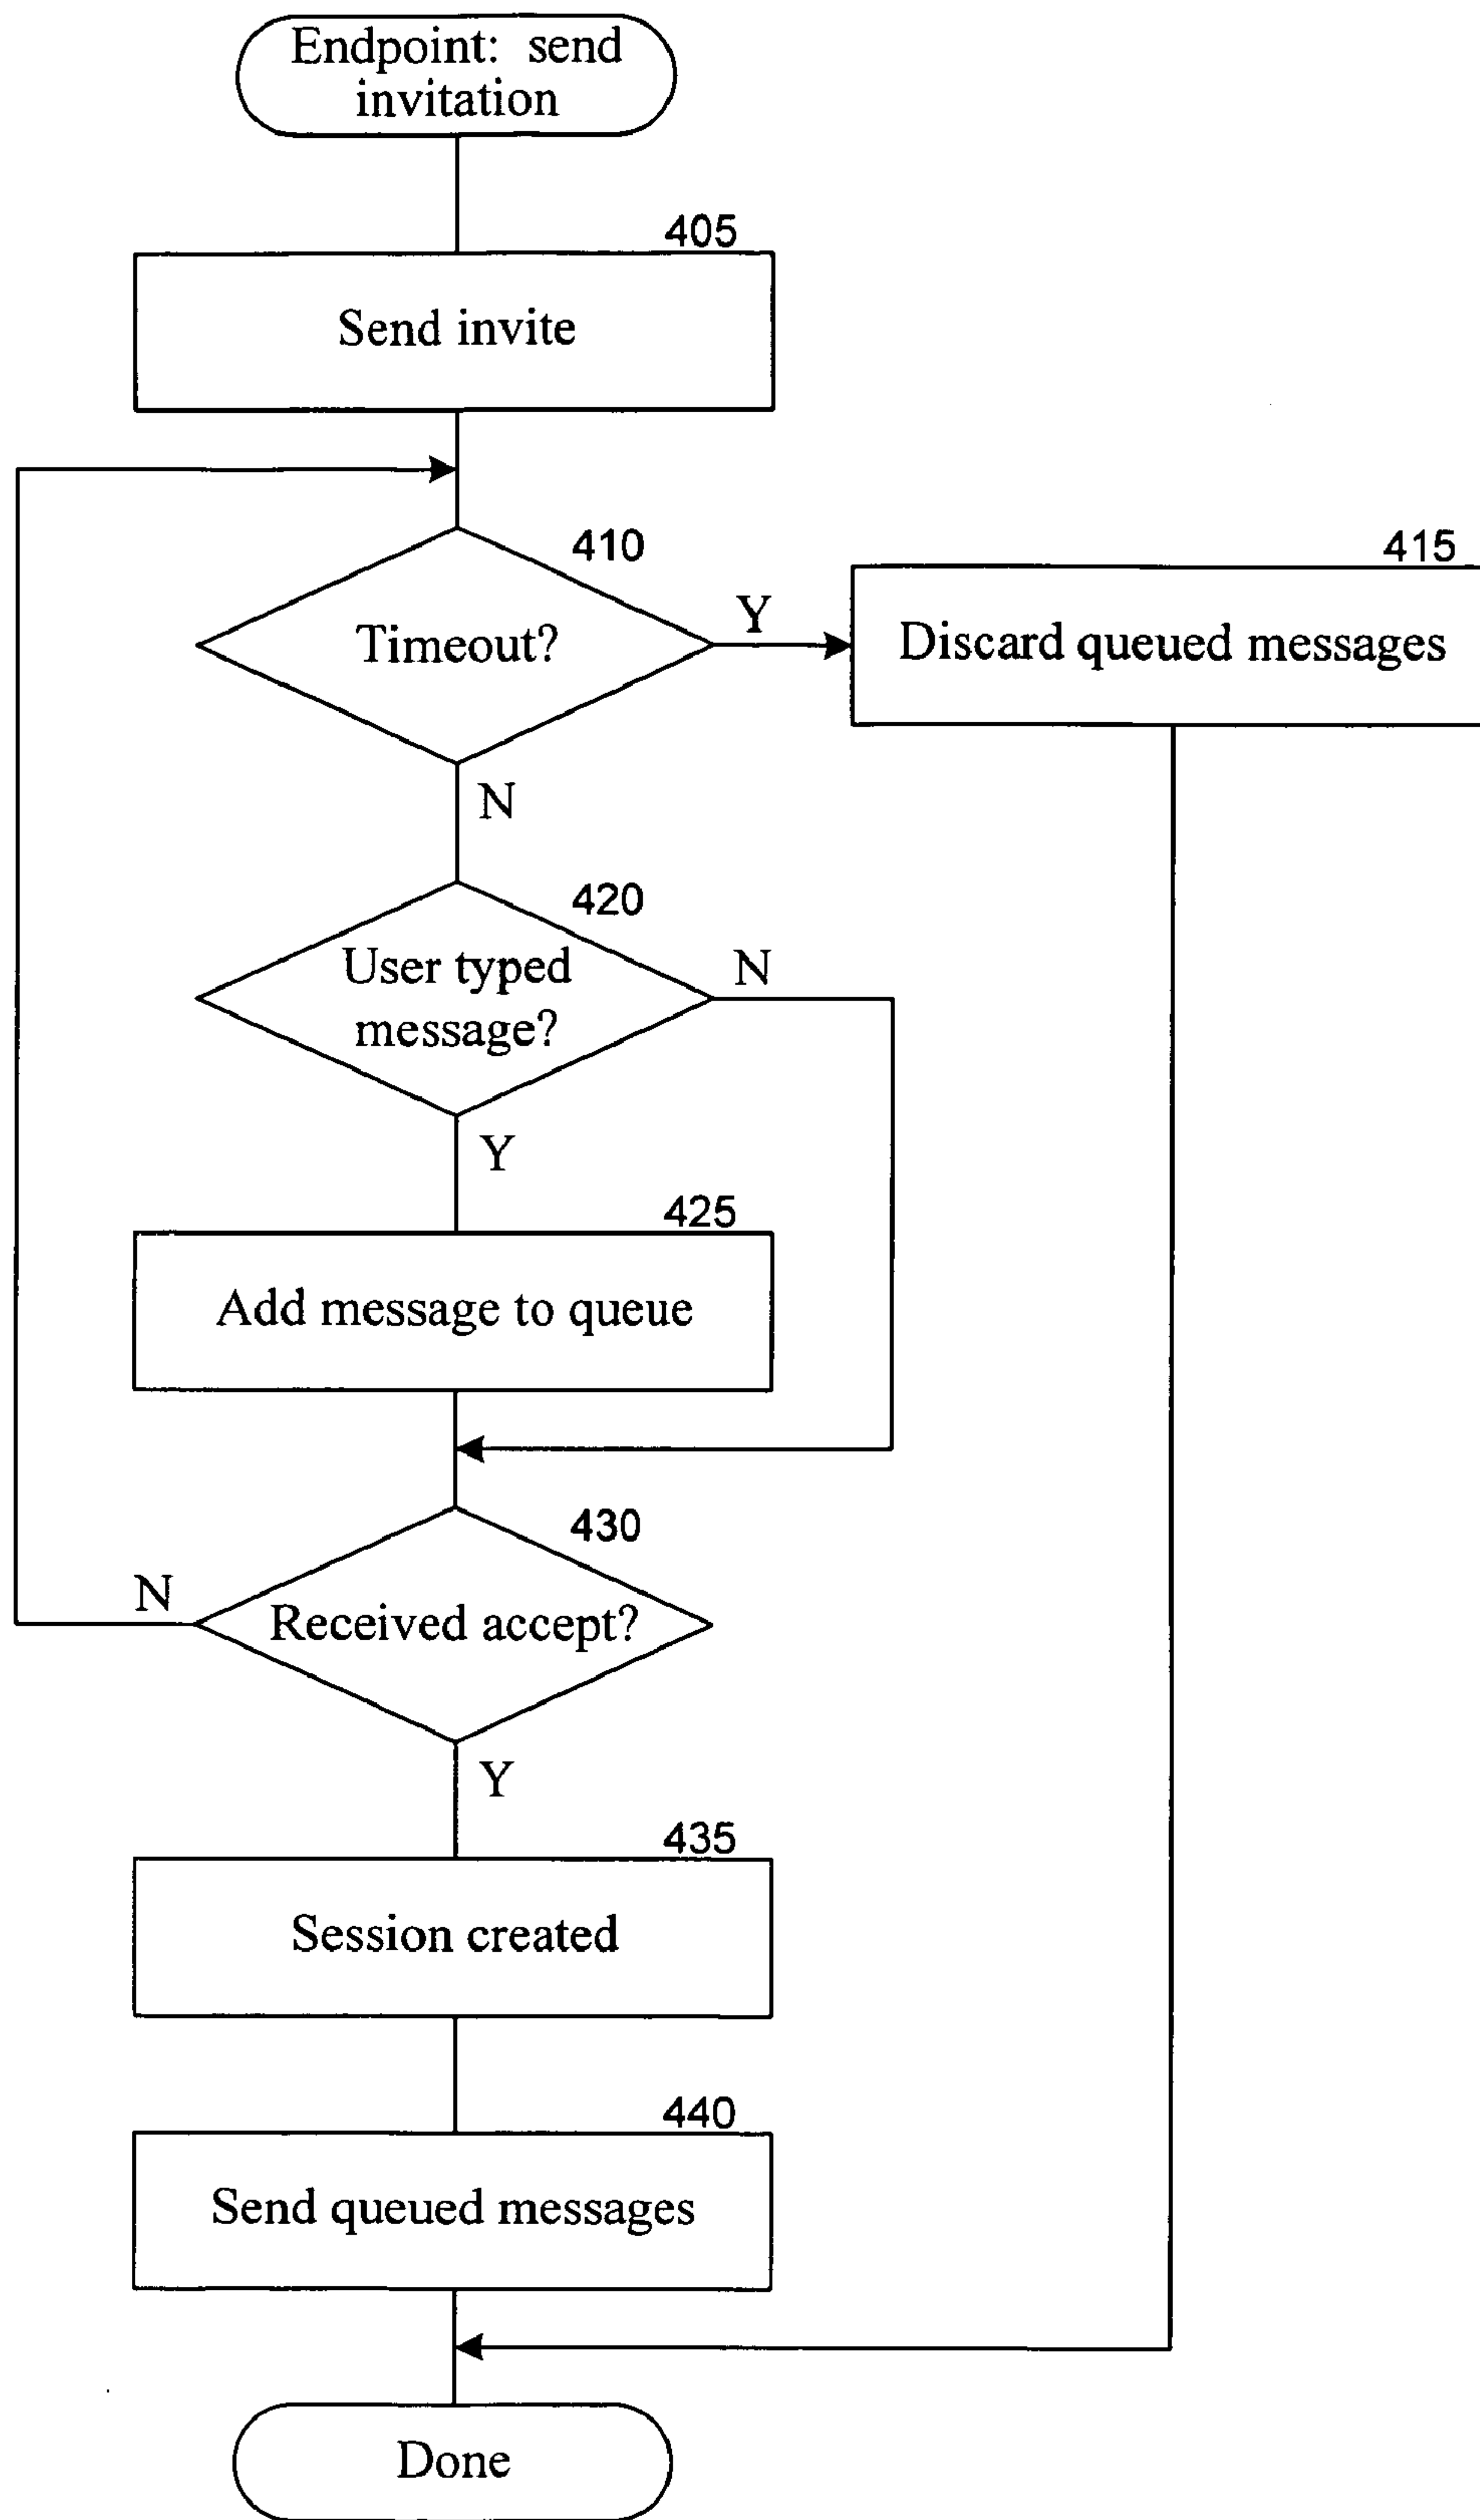 Endpoint: send
invitation
405
Send invite
410
Timeout?
Y
415
Discard queued messages
N
420
User typed
message?
N
Y
425
Add message to queue
430
N
Received accept?
Y
435
Session created
440
Send queued messages
Done